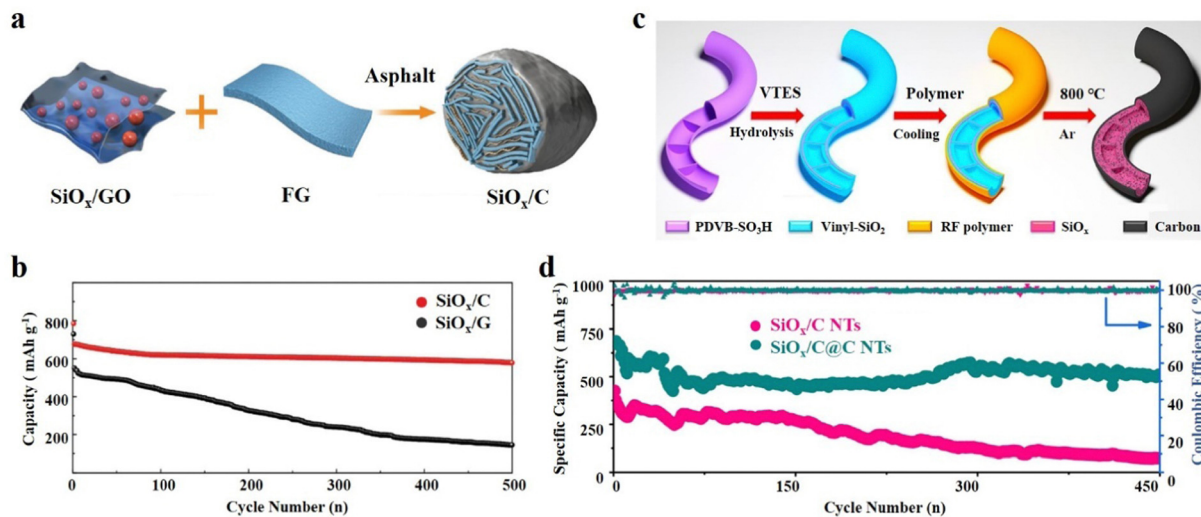 a
Asphalt
SiOx/GO
FG
SiOx/C
c
VTES
Hydrolysis
Polymer
Cooling
800 °C
Ar
PDVB-SO3H
Vinyl-SiO2
RF polymer
SiOx
Carbon
b
SiOx/C
SiOx/G
Capacity ( mAh g-1)
800
600
400
200
0
100
200
300
400
500
Cycle Number (n)
d
SiOx/C NTs
SiOx/C@C NTs
Specific Capacity ( mAh g-1)
1000
750
500
250
0
0
150
300
450
Cycle Number (n)
100
80
60
40
20
0
Coulombic Efficiency ( %)